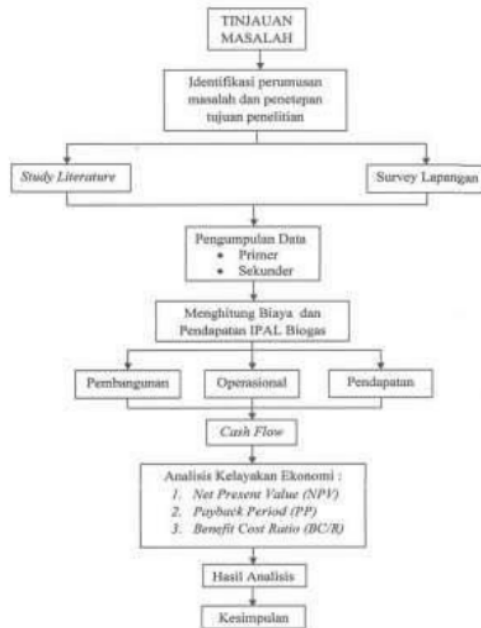 TINJAUAN
MASALAH
Identifikasi perumusan
masalah dan penetepan
tujuan penelitian
Study Literature
Survey Lapangan
Pengumpulan Data
• Primer
• Sekunder
Menghitung Biaya dan
Pendapatan IPAL Biogas
Pembangunan
Operasional
Pendapatan
Cash Flow
Analisis Kelayakan Ekonomi :
1. Net Present Value (NPV)
2. Payback Period (PP)
3. Benefit Cost Ratio (BC/R)
Hasil Analisis
Kesimpulan